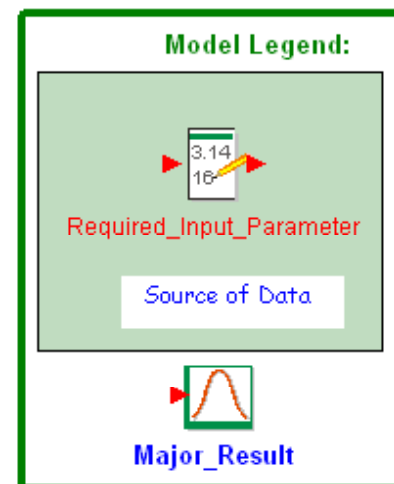 Model Legend:
3.14
16
Required_Input_Parameter
Source of Data
Major_Result